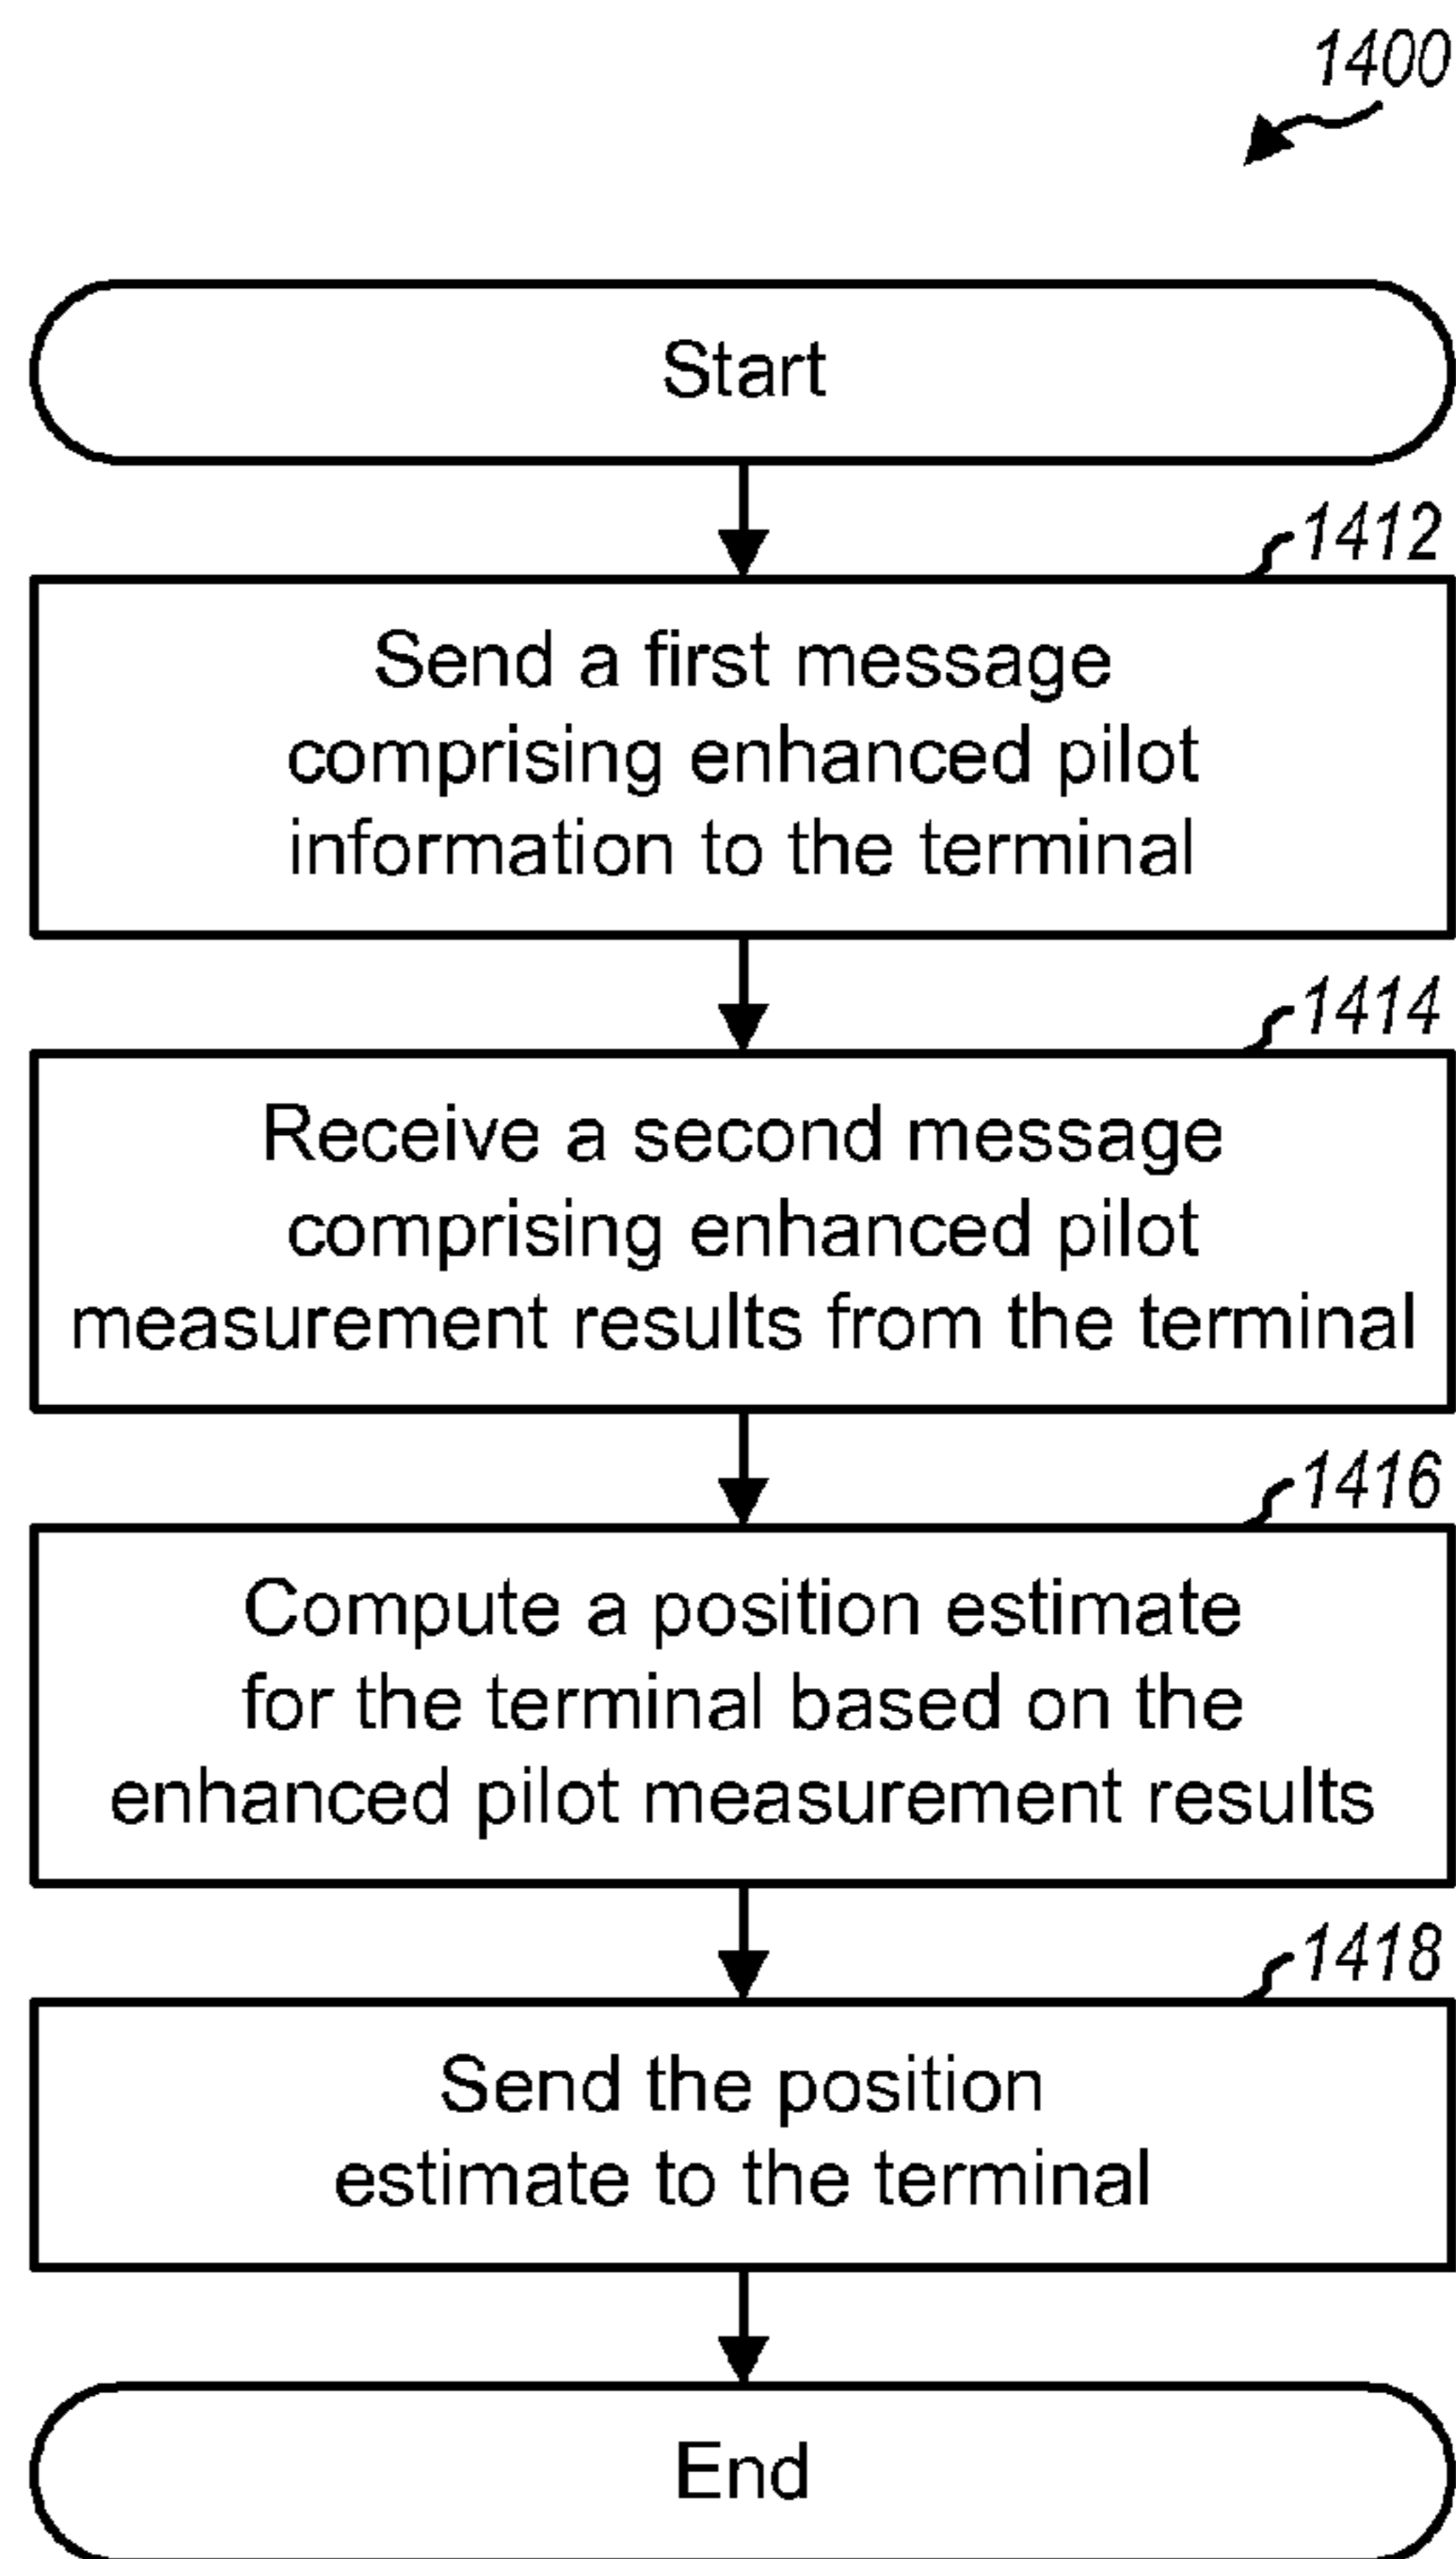 1400
Start
1412
Send a first message
comprising enhanced pilot
information to the terminal
1414
Receive a second message
comprising enhanced pilot
measurement results from the terminal
1416
Compute a position estimate
for the terminal based on the
enhanced pilot measurement results
1418
Send the position
estimate to the terminal
End